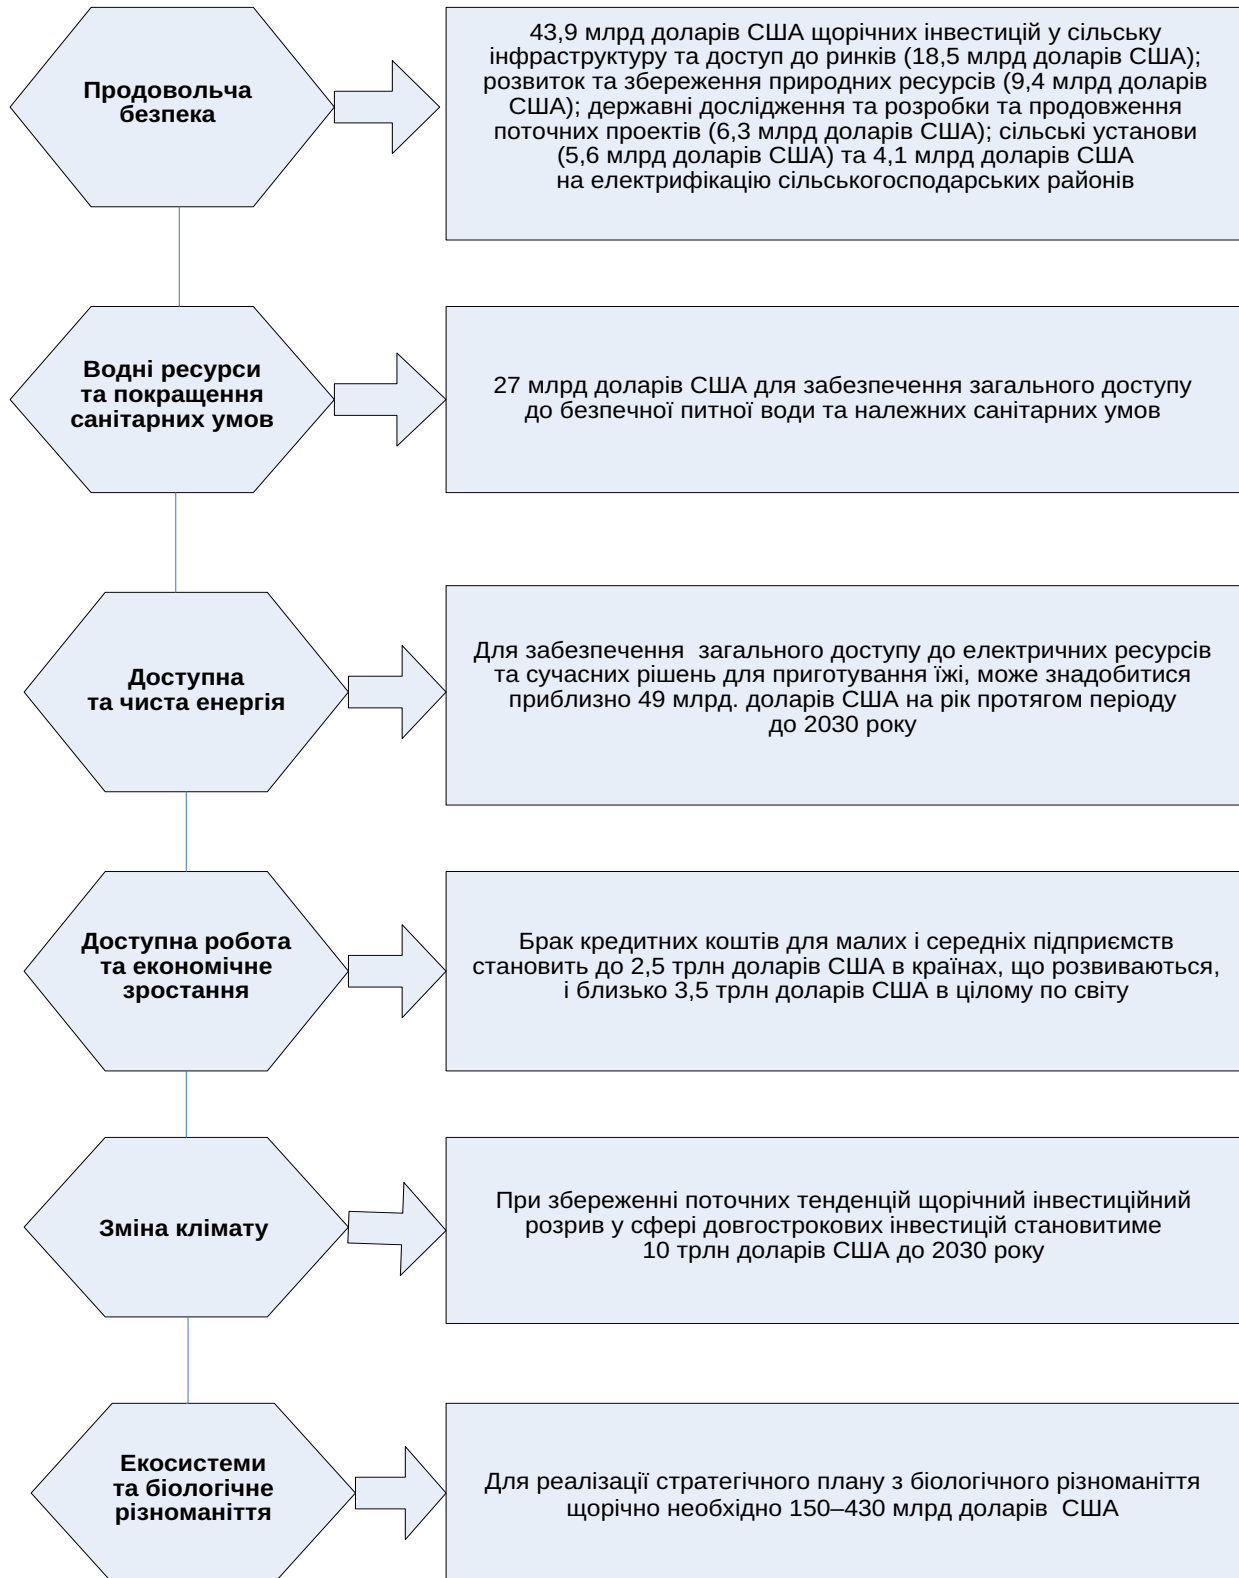 Продовольча
безпека
43,9 млрд доларів США щорічних інвестицій у сільську
інфраструктуру та доступ до ринків (18,5 млрд доларів США);
розвиток та збереження природних ресурсів (9,4 млрд доларів
США); державні дослідження та розробки та продовження
поточних проектів (6,3 млрд доларів США); сільські установи
(5,6 млрд доларів США) та 4,1 млрд доларів США
на електрифікацію сільськогосподарських районів
Водні ресурси
та покращення
санітарних умов
27 млрд доларів США для забезпечення загального доступу
до безпечної питної води та належних санітарних умов
Доступна
та чиста енергія
Для забезпечення  загального доступу до електричних ресурсів
та сучасних рішень для приготування їжі, може знадобитися
приблизно 49 млрд. доларів США на рік протягом періоду
до 2030 року
Доступна робота
та економічне
зростання
Брак кредитних коштів для малих і середніх підприємств
становить до 2,5 трлн доларів США в країнах, що розвиваються,
і близько 3,5 трлн доларів США в цілому по світу
Зміна клімату
При збереженні поточних тенденцій щорічний інвестиційний
розрив у сфері довгострокових інвестицій становитиме
10 трлн доларів США до 2030 року
Екосистеми
та біологічне
різноманіття
Для реалізації стратегічного плану з біологічного різноманіття
щорічно необхідно 150–430 млрд доларів  США